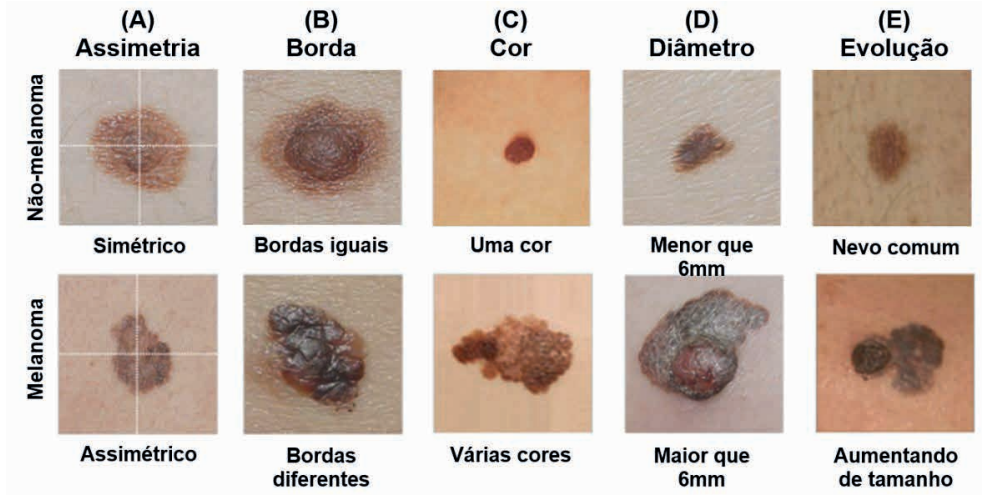 (A) (B) (C) (D) (E)
Assimetria Borda Cor Diâmetro Evolução
Não-melanoma
Simétrico Bordas iguais Uma cor Menor que Nevo comum
6mm
Melanoma
Assimétrico Bordas Várias cores Maior que Aumentando
diferentes 6mm de tamanho